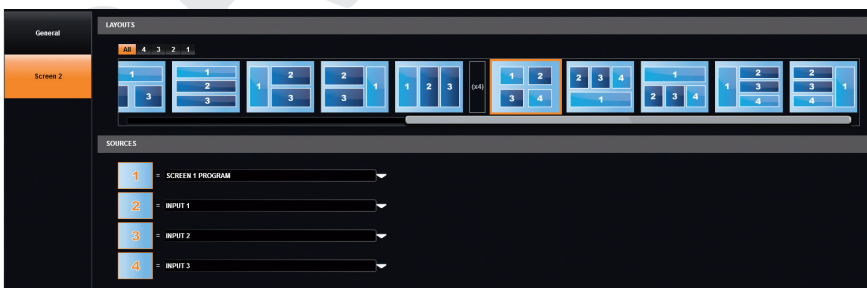 LAYOUTS
General
Screen 2
All 4 3 2 1
1
3
1
2
3
1 2
3
2 1
3
1 2 3
(x4)
1 2
3 4
2 3 4
1
1
2 3 4
2
1 3
4
2
3 1
4
SOURCES
1 = SCREEN 1 PROGRAM
2 = INPUT 1
3 = INPUT 2
4 = INPUT 3